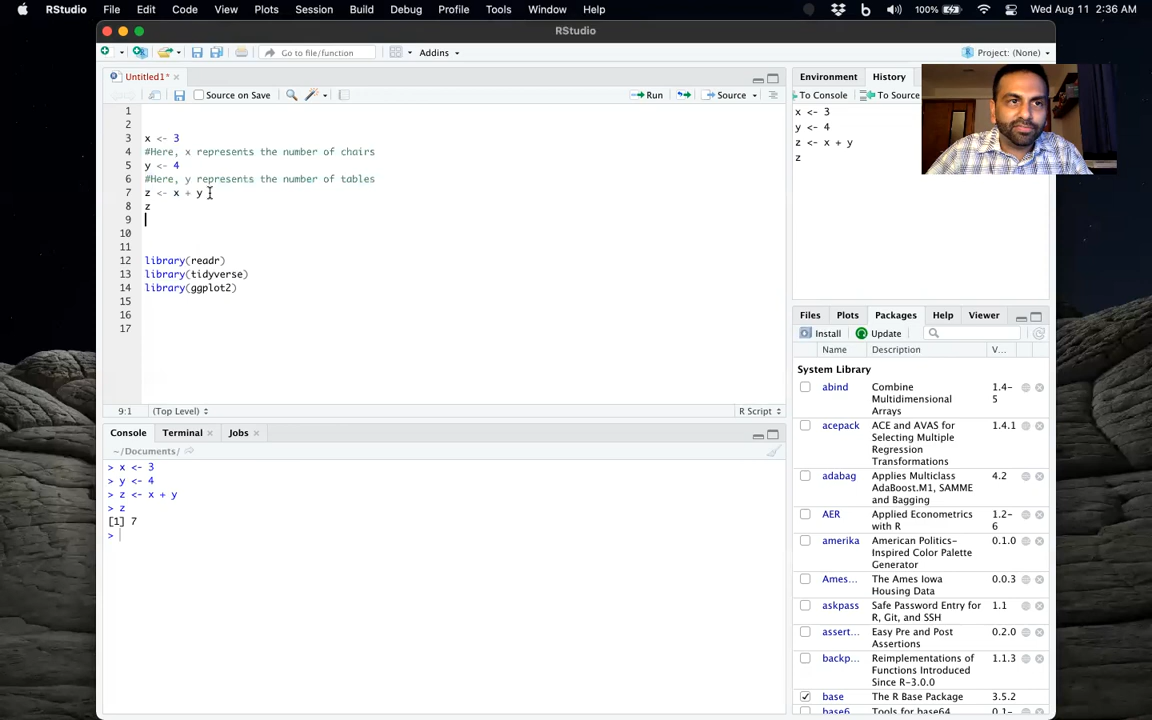 RStudio File Edit Code View Plots Session Build Debug Profile Tools Window Help 100% Wed Aug 11 2:36 AM
RStudio
Go to file/function Addins Project: (None)
Untitled1*
Source on Save Run Source
1
2
3 x <- 3
4 #Here, x represents the number of chairs
5 y <- 4
6 #Here, y represents the number of tables
7 z <- x + y
8 z
9
10
11
12 library(readr)
13 library(tidyverse)
14 library(ggplot2)
15
16
17
9:1 (Top Level) R Script
Console Terminal Jobs
~/Documents/
> x <- 3
> y <- 4
> z <- x + y
> z
[1] 7
>
Environment History
To Console To Source
x <- 3
y <- 4
z <- x + y
z
Files Plots Packages Help Viewer
Install Update
Name Description V...
System Library
abind Combine 1.4-
Multidimensional 5
Arrays
acepack ACE and AVAS for 1.4.1
Selecting Multiple
Regression
Transformations
adabag Applies Multiclass 4.2
AdaBoost.M1, SAMME
and Bagging
AER Applied Econometrics 1.2-
with R 6
amerika American Politics- 0.1.0
Inspired Color Palette
Generator
Ames... The Ames Iowa 0.0.3
Housing Data
askpass Safe Password Entry for 1.1
R, Git, and SSH
assert... Easy Pre and Post 0.2.0
Assertions
backp... Reimplementations of 1.1.3
Functions Introduced
Since R-3.0.0
base The R Base Package 3.5.2
base6 Tools for base64 0.1-